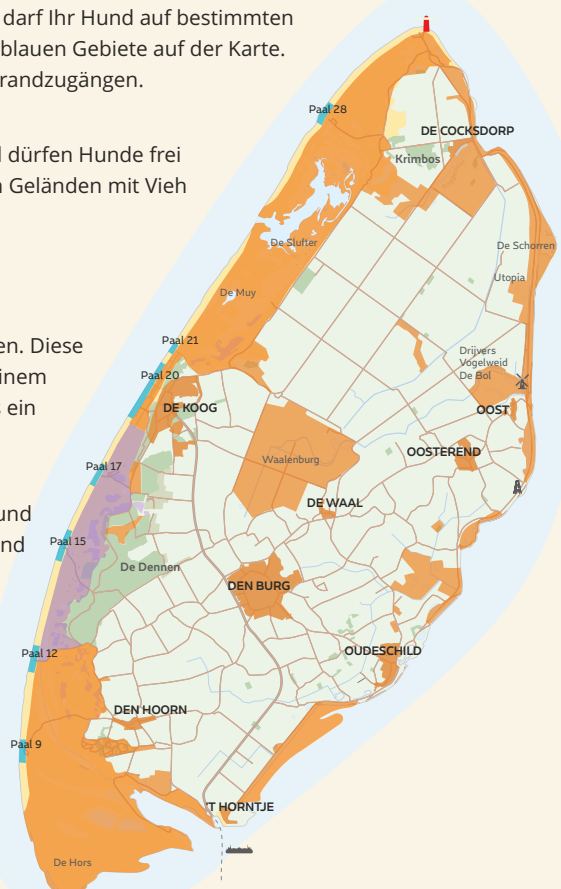 darf Ihr Hund auf bestimmten
blauen Gebiete auf der Karte.
randzugängen.
dürfen Hunde frei
Geländen mit Vieh
en. Diese
inem
ein
und
nd
Paal 28
DE COCKSDORP
Krimbos
De Slufter
De Schorren
Utopia
De Muy
Paal 21
Drijvers
Vogelweid
De Bol
Paal 20
DE KOOG
OOST
OOSTEREND
Waalenburg
Paal 17
DE WAAL
Paal 15
De Dennen
DEN BURG
OUDESCHILD
Paal 12
DEN HOORN
Paal 9
'T HORNTJE
De Hors